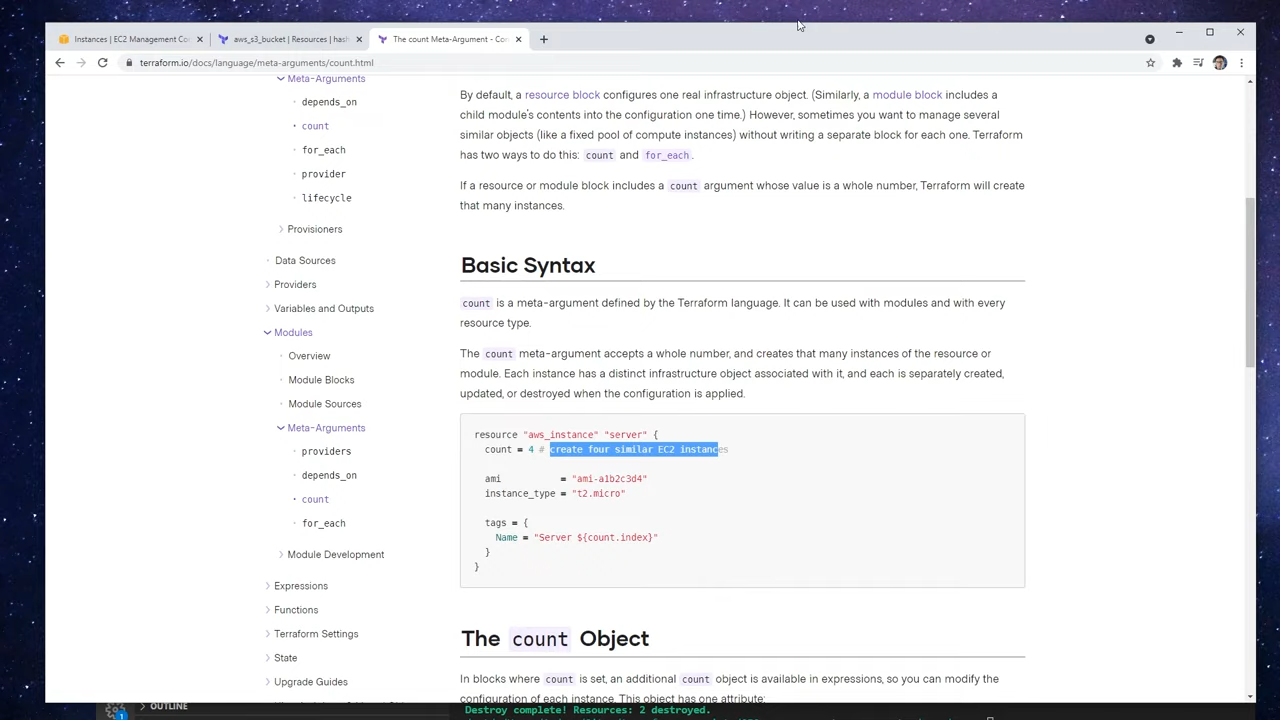 Instances | EC2 Management Co
aws_s3_bucket | Resources | hash
The count Meta-Argument - Co
terraform.io/docs/language/meta-arguments/count.html
Meta-Arguments
depends_on
count
for_each
provider
lifecycle
Provisioners
Data Sources
Providers
Variables and Outputs
Modules
Overview
Module Blocks
Module Sources
Meta-Arguments
providers
depends_on
count
for_each
Module Development
Expressions
Functions
Terraform Settings
State
Upgrade Guides
By default, a resource block configures one real infrastructure object. (Similarly, a module block includes a
child module's contents into the configuration one time.) However, sometimes you want to manage several
similar objects (like a fixed pool of compute instances) without writing a separate block for each one. Terraform
has two ways to do this: count and for_each.
If a resource or module block includes a count argument whose value is a whole number, Terraform will create
that many instances.
Basic Syntax
count is a meta-argument defined by the Terraform language. It can be used with modules and with every
resource type.
The count meta-argument accepts a whole number, and creates that many instances of the resource or
module. Each instance has a distinct infrastructure object associated with it, and each is separately created,
updated, or destroyed when the configuration is applied.
resource "aws_instance" "server" {
count = 4 # create four similar EC2 instances
ami = "ami-a1b2c3d4"
instance_type = "t2.micro"
tags = {
Name = "Server ${count.index}"
}
}
The count Object
In blocks where count is set, an additional count object is available in expressions, so you can modify the
configuration of each instance. This object has one attribute:
1
OUTLINE
Destroy complete! Resources: 2 destroyed.